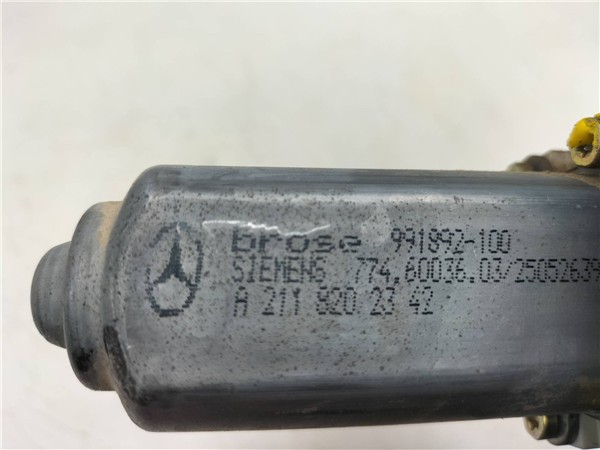 brose 991892-100
SIEMENS 774.60036.03/25052639
A 211 820 23 42